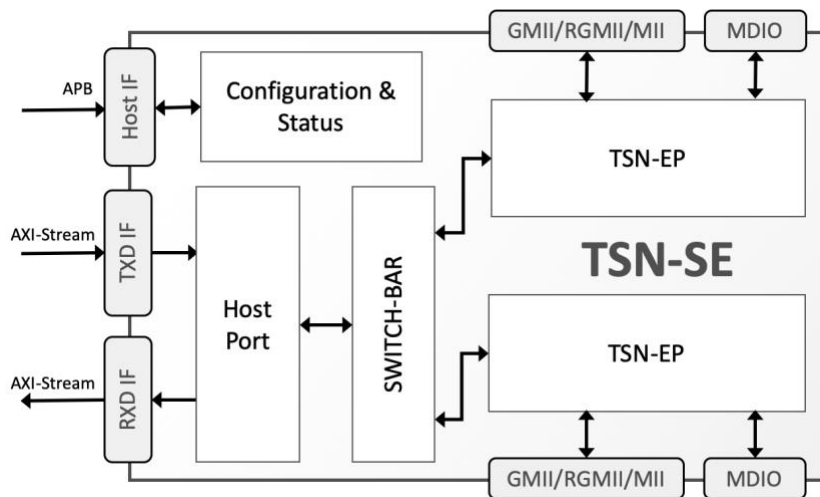 GMII/RGMII/MII
MDIO
APB
Host IF
Configuration &
Status
TSN-EP
AXI-Stream
TXD IF
Host
Port
SWITCH-BAR
TSN-SE
TSN-EP
AXI-Stream
RXD IF
GMII/RGMII/MII
MDIO